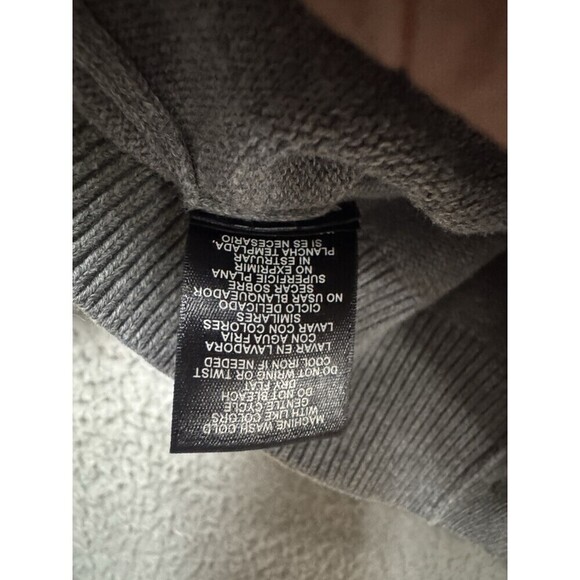 MACHINE WASH COLD
WITH LIKE COLORS
GENTLE CYCLE
DO NOT BLEACH
DRY FLAT
DO NOT WRING OR TWIST
COOL IRON IF NEEDED
LAVAR EN LAVADORA
CON AGUA FRIA
LAVAR CON COLORES
SIMILARES
CICLO DELICADO
NO USAR BLANQUEADOR
SECAR SOBRE
SUPERFICIE PLANA
NO EXPRIMIR
NI ESTRUJAR
PLANCHA TEMPLADA,
SI ES NECESARIO